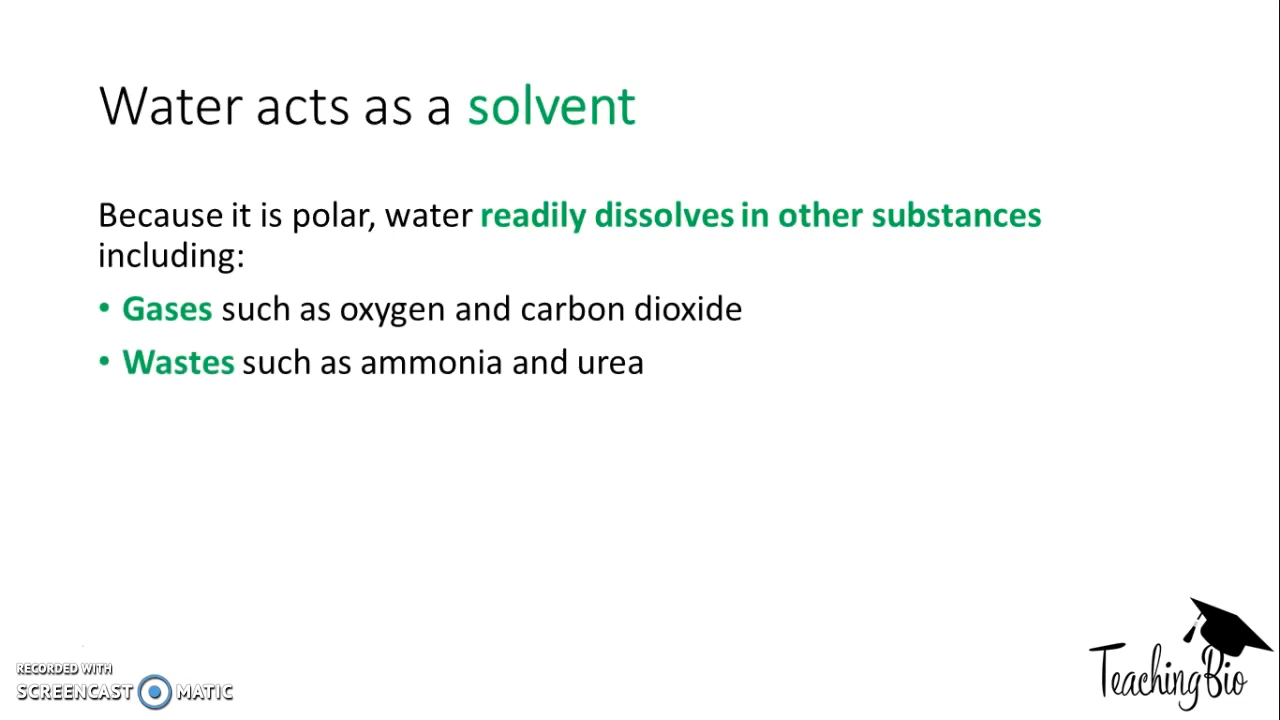 Water acts as a solvent
Because it is polar, water readily dissolves in other substances
including:
• Gases such as oxygen and carbon dioxide
• Wastes such as ammonia and urea
RECORDED WITH
SCREENCAST MATIC
TeachingBio